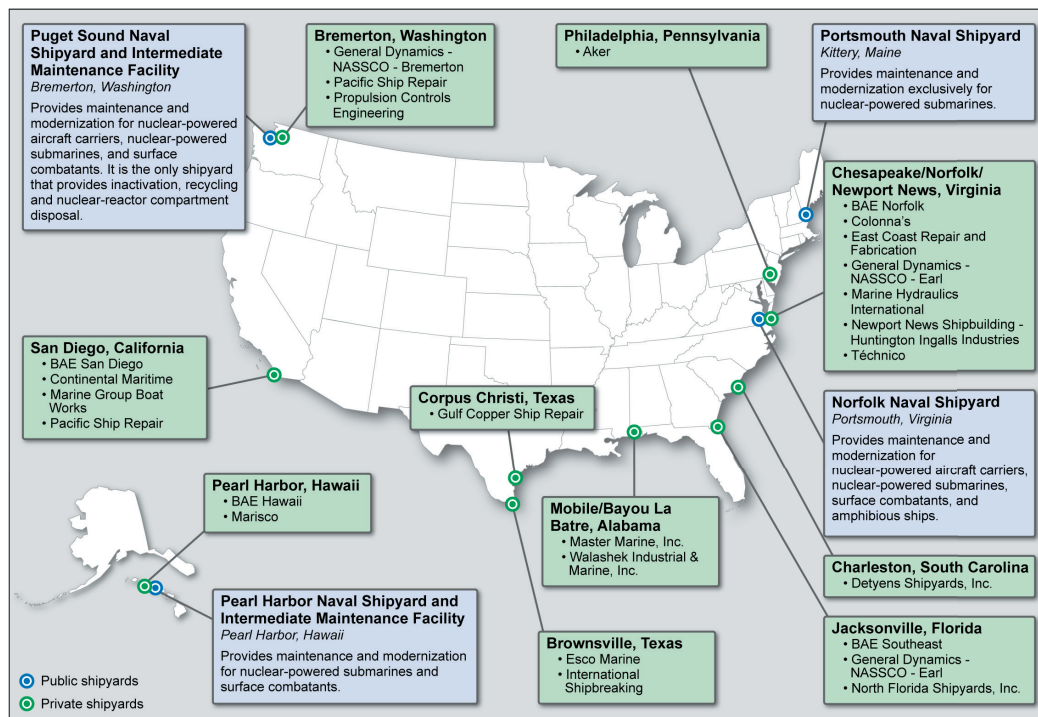 Puget Sound Naval
Shipyard and Intermediate
Maintenance Facility
Bremerton, Washington
Provides maintenance and
modernization for nuclear-powered
aircraft carriers, nuclear-powered
submarines, and surface
combatants. It is the only shipyard
that provides inactivation, recycling
and nuclear-reactor compartment
disposal.
Bremerton, Washington
• General Dynamics -
NASSCO - Bremerton
• Pacific Ship Repair
• Propulsion Controls
Engineering
Philadelphia, Pennsylvania
• Aker
Portsmouth Naval Shipyard
Kittery, Maine
Provides maintenance and
modernization exclusively for
nuclear-powered submarines.
Chesapeake/Norfolk/
Newport News, Virginia
• BAE Norfolk
• Colonna's
• East Coast Repair and
Fabrication
• General Dynamics -
NASSCO - Earl
• Marine Hydraulics
International
• Newport News Shipbuilding -
Huntington Ingalls Industries
• Téchnico
San Diego, California
• BAE San Diego
• Continental Maritime
• Marine Group Boat
Works
• Pacific Ship Repair
Corpus Christi, Texas
• Gulf Copper Ship Repair
Norfolk Naval Shipyard
Portsmouth, Virginia
Provides maintenance and
modernization for
nuclear-powered aircraft carriers,
nuclear-powered submarines,
surface combatants, and
amphibious ships.
Pearl Harbor, Hawaii
• BAE Hawaii
• Marisco
Mobile/Bayou La
Batre, Alabama
• Master Marine, Inc.
• Walashek Industrial &
Marine, Inc.
Charleston, South Carolina
• Detyens Shipyards, Inc.
Pearl Harbor Naval Shipyard and
Intermediate Maintenance Facility
Pearl Harbor, Hawaii
Provides maintenance and modernization
for nuclear-powered submarines and
surface combatants.
Brownsville, Texas
• Esco Marine
• International
Shipbreaking
Jacksonville, Florida
• BAE Southeast
• General Dynamics -
NASSCO - Earl
• North Florida Shipyards, Inc.
Public shipyards
Private shipyards